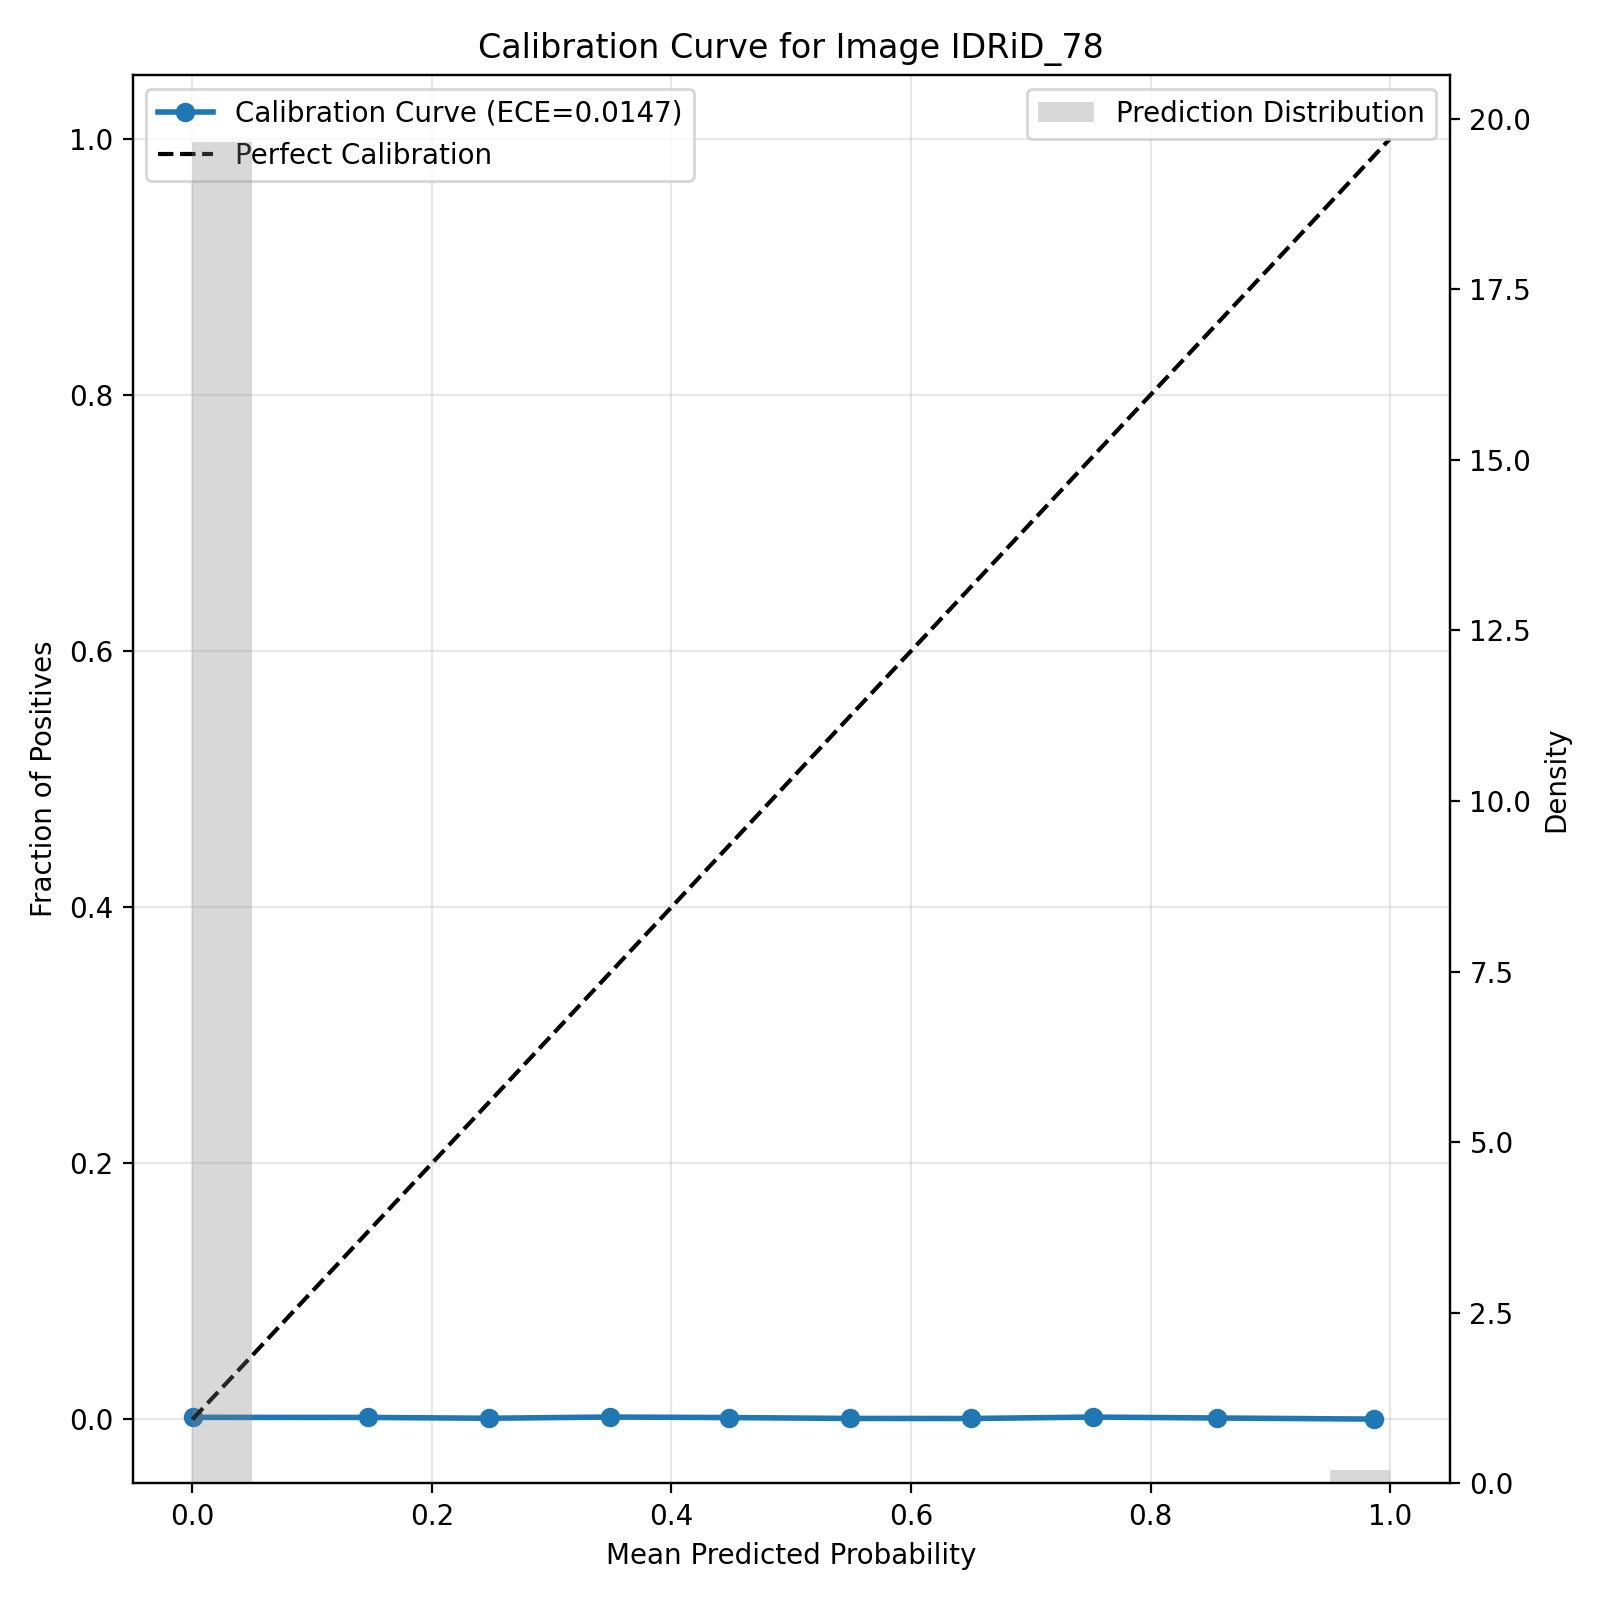 Calibration Curve for Image IDRiD_78
Calibration Curve (ECE=0.0147)
Perfect Calibration
Prediction Distribution
Fraction of Positives
1.0
0.8
0.6
0.4
0.2
0.0
20.0
17.5
15.0
12.5
10.0
7.5
5.0
2.5
0.0
Density
0.0 0.2 0.4 0.6 0.8 1.0
Mean Predicted Probability